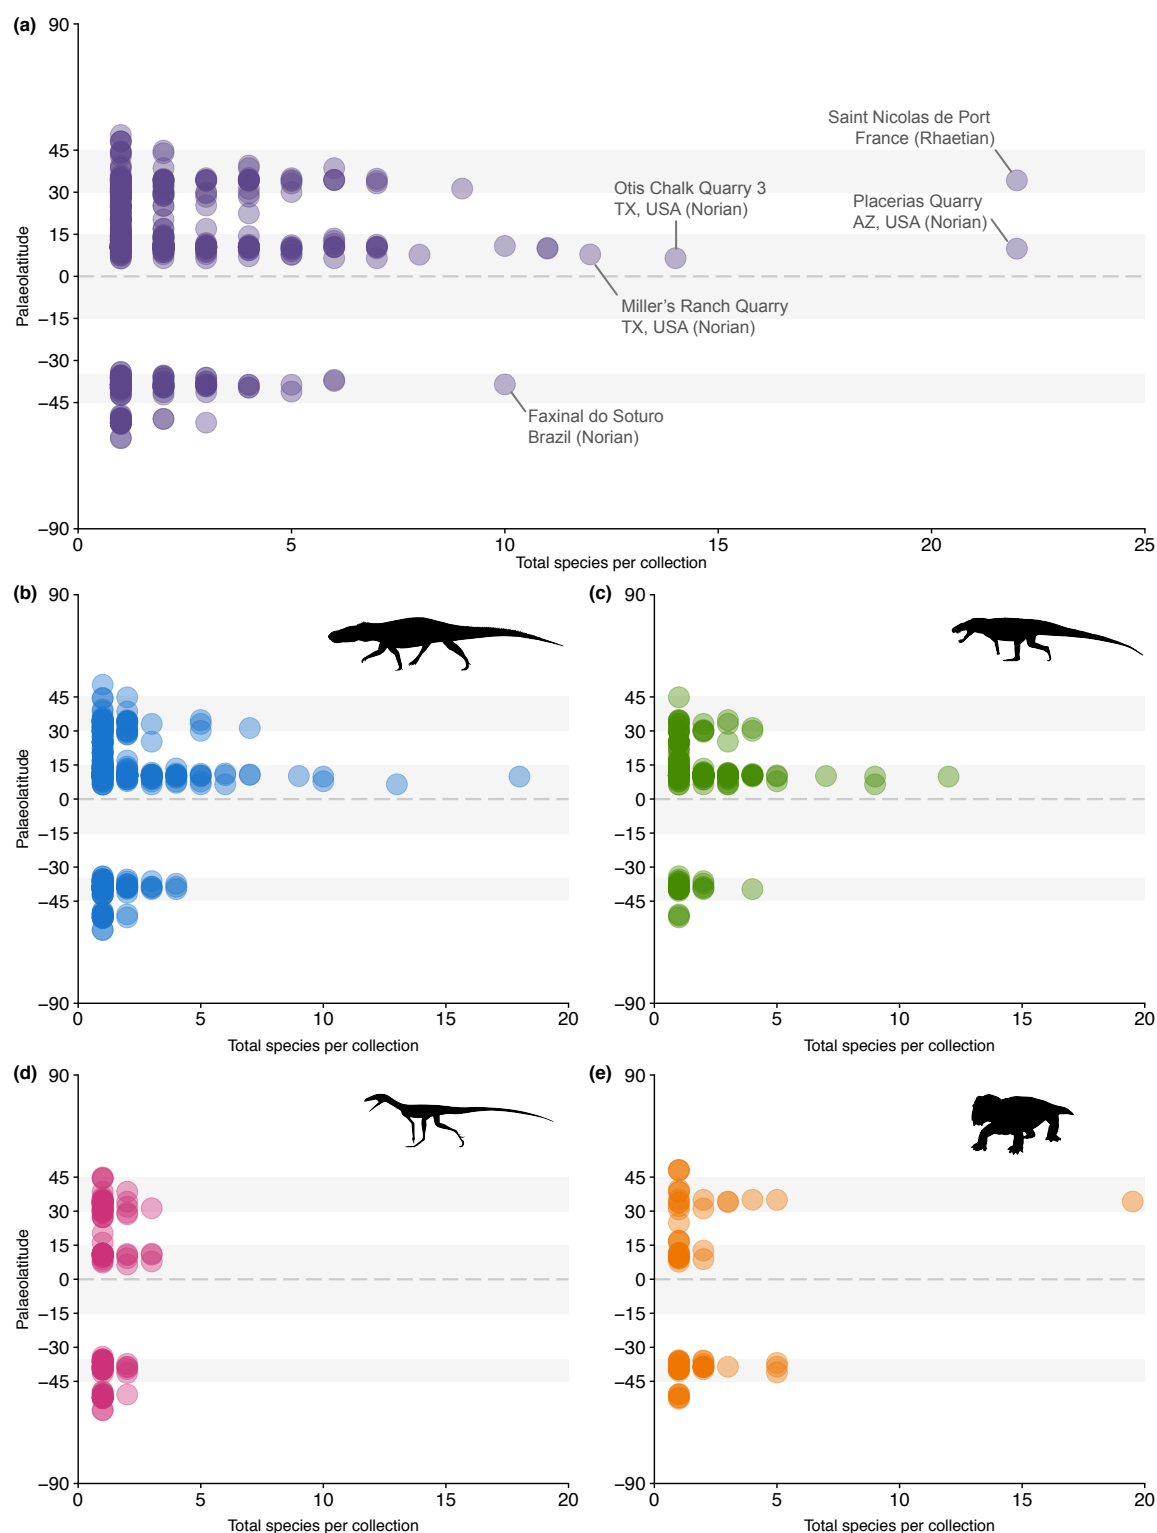 (a)
90
45
30
15
0
−15
−30
−45
−90
Palaeolatitude
Saint Nicolas de Port
France (Rhaetian)
Otis Chalk Quarry 3
TX, USA (Norian)
Placerias Quarry
AZ, USA (Norian)
Miller’s Ranch Quarry
TX, USA (Norian)
Faxinal do Soturo
Brazil (Norian)
0 5 10 15 20 25
Total species per collection
(b)
90
45
30
15
0
−15
−30
−45
−90
Palaeolatitude
0 5 10 15 20
Total species per collection
(c)
90
45
30
15
0
−15
−30
−45
−90
0 5 10 15 20
Total species per collection
(d)
90
45
30
15
0
−15
−30
−45
−90
Palaeolatitude
0 5 10 15 20
Total species per collection
(e)
90
45
30
15
0
−15
−30
−45
−90
0 5 10 15 20
Total species per collection